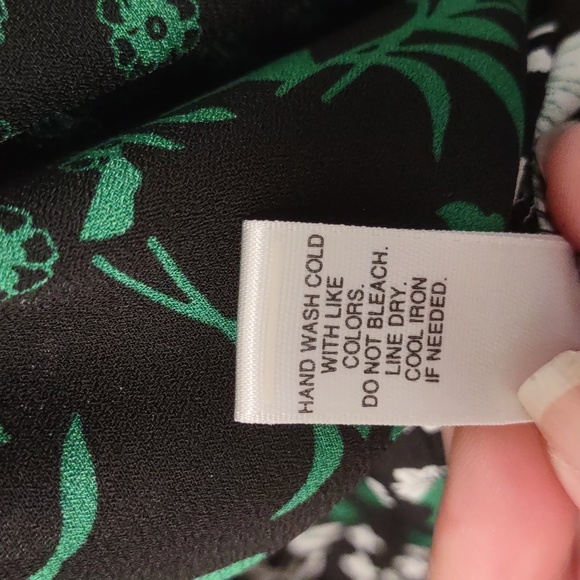 HAND WASH COLD
WITH LIKE
COLORS.
DO NOT BLEACH.
LINE DRY.
COOL IRON
IF NEEDED.